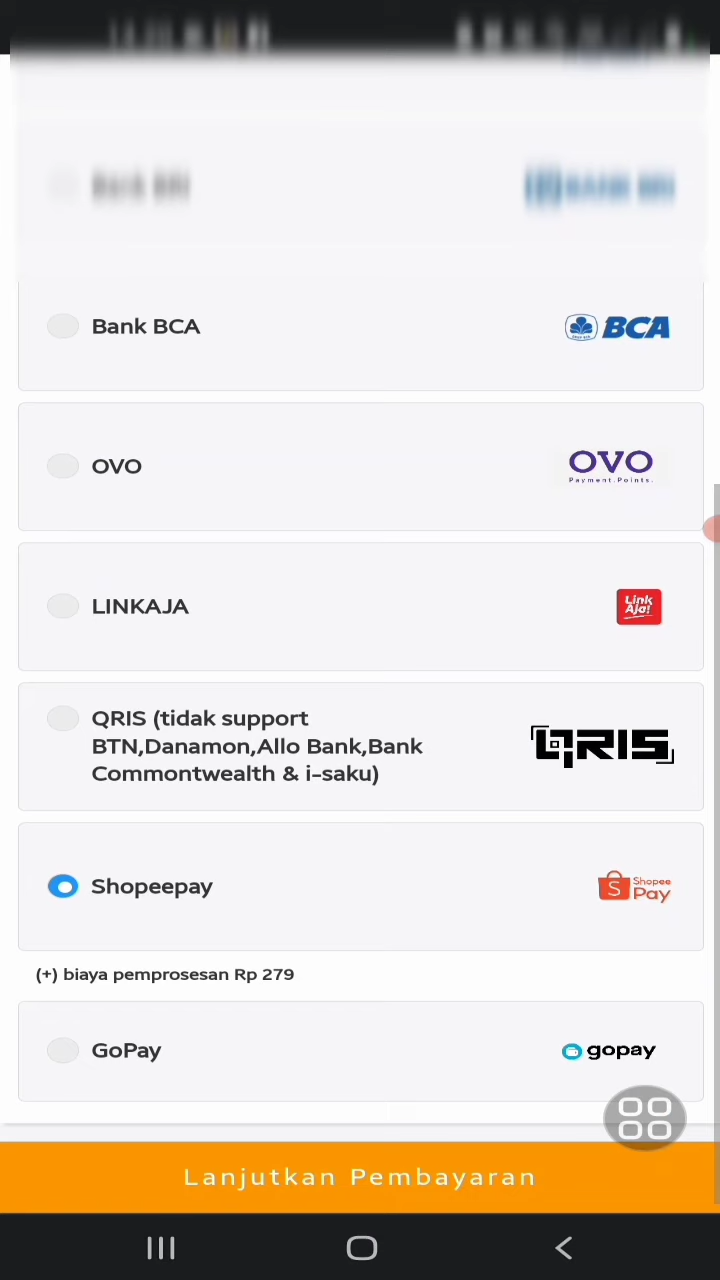 Bank BCA
BCA
OVO
OVO
Payment.Points.
LINKAJA
Link
Aja!
QRIS (tidak support
BTN,Danamon,Allo Bank,Bank
Commontwealth & i-saku)
QRIS
Shopeepay
S
Shopee
Pay
(+) biaya pemprosesan Rp 279
GoPay
gopay
Lanjutkan Pembayaran